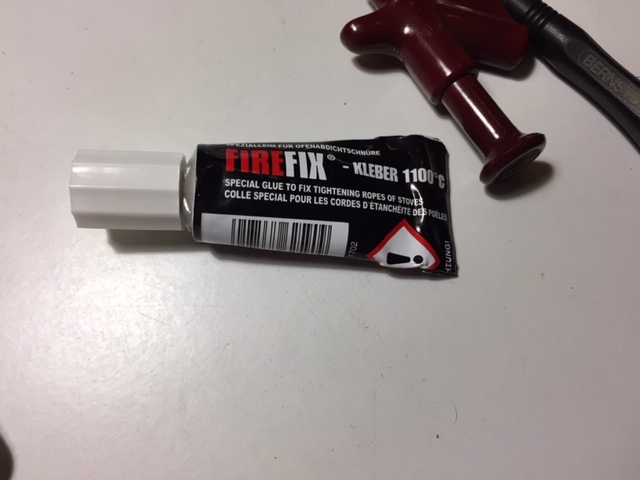 SPEZIALLEIM FÜR OFENABDICHTSCHNÜRE
FIREFIX® - KLEBER 1100°C
SPECIAL GLUE TO FIX TIGHTENING ROPES OF STOVES
COLLE SPECIAL POUR LES CORDES D'ETANCHEITE DES POÊLES